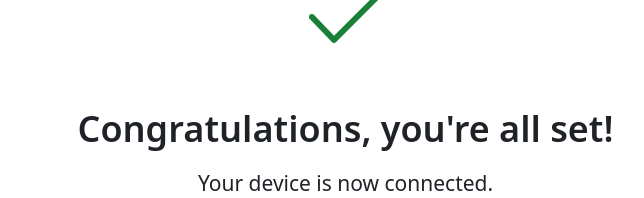 Congratulations, you're all set!
Your device is now connected.